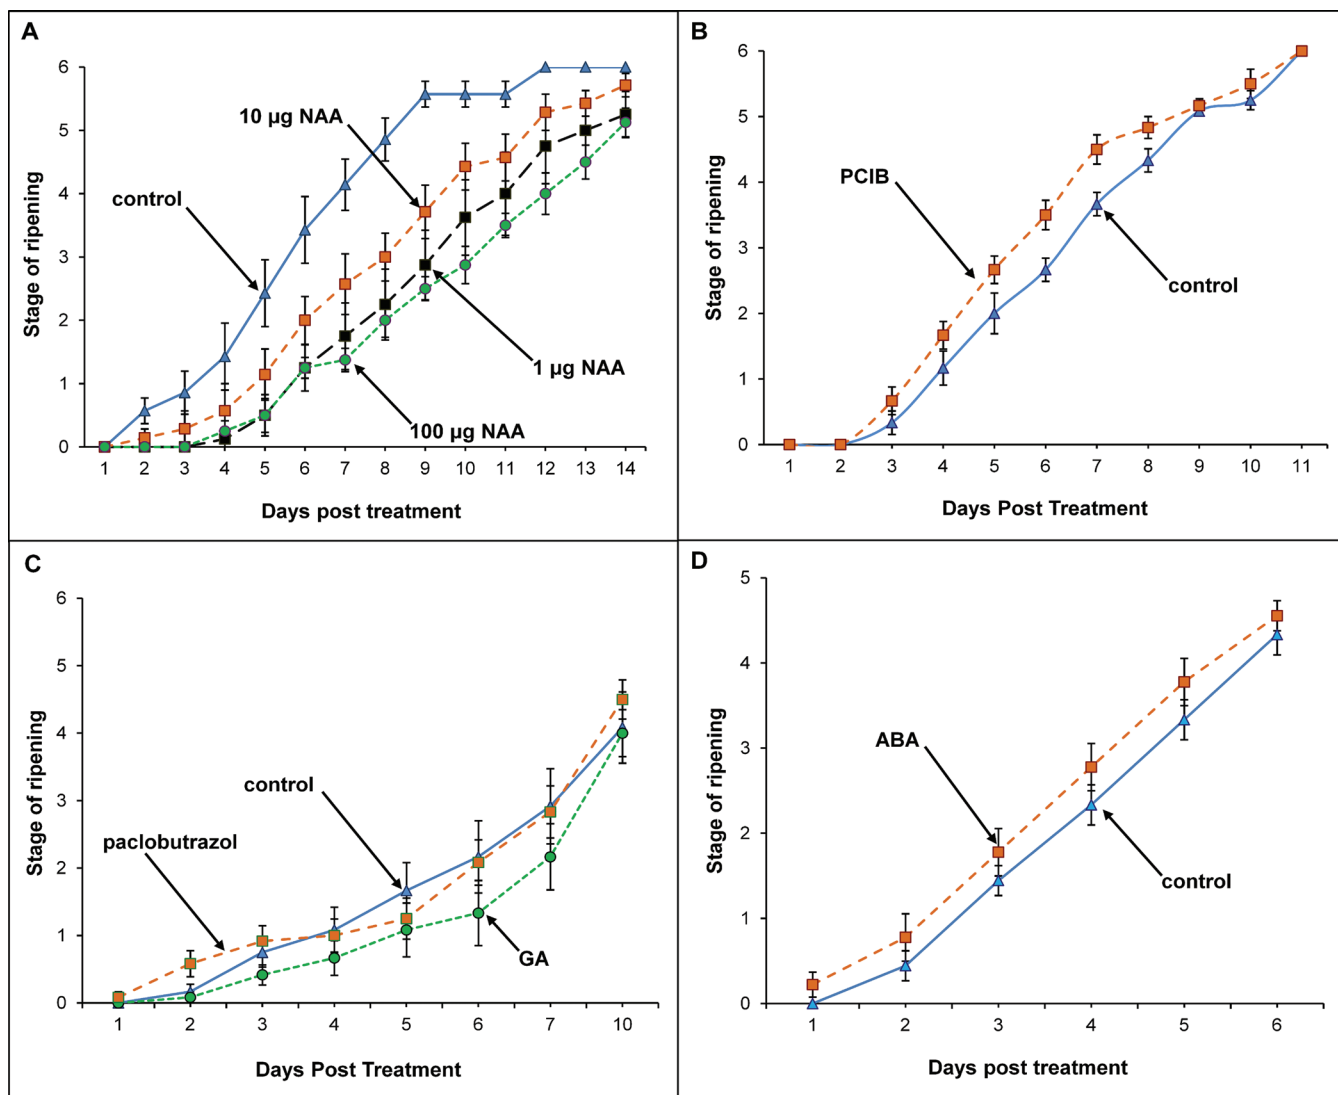 A
6
5
4
3
2
1
0
Stage of ripening
10 µg NAA
control
1 µg NAA
100 µg NAA
1 2 3 4 5 6 7 8 9 10 11 12 13 14
Days post treatment
B
6
5
4
3
2
1
0
Stage of ripening
PCIB
control
1 2 3 4 5 6 7 8 9 10 11
Days Post Treatment
C
6
5
4
3
2
1
0
Stage of ripening
control
paclobutrazol
GA
1 2 3 4 5 6 7 10
Days Post Treatment
D
5
4
3
2
1
0
Stage of ripening
ABA
control
1 2 3 4 5 6
Days post treatment